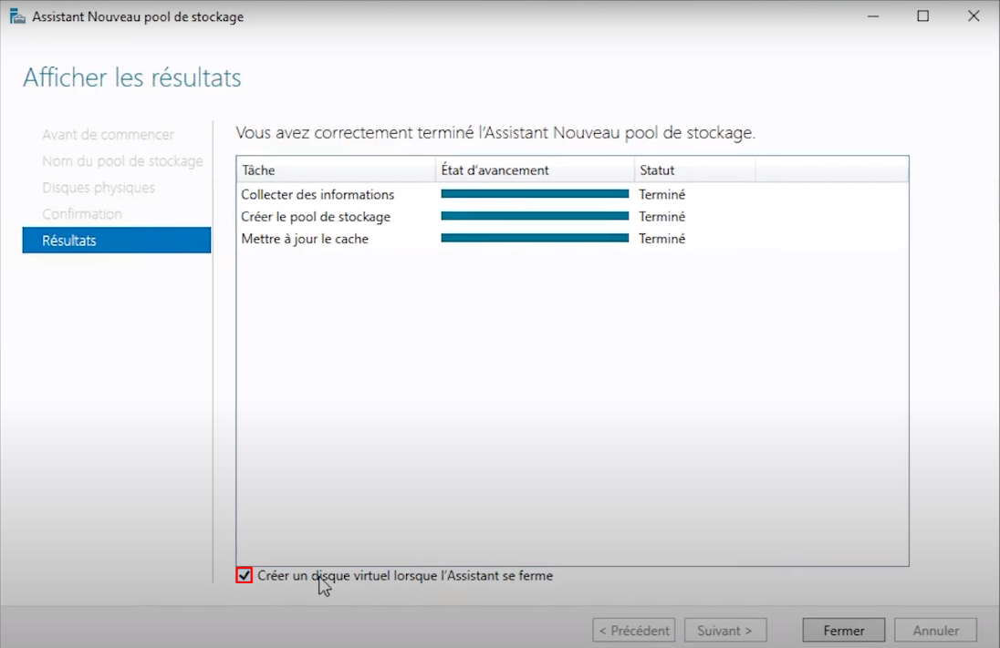 Assistant Nouveau pool de stockage
Afficher les résultats
Avant de commencer
Nom du pool de stockage
Disques physiques
Confirmation
Résultats
Vous avez correctement terminé l'Assistant Nouveau pool de stockage.
Tâche État d'avancement Statut
Collecter des informations Terminé
Créer le pool de stockage Terminé
Mettre à jour le cache Terminé
Créer un disque virtuel lorsque l'Assistant se ferme
< Précédent Suivant > Fermer Annuler